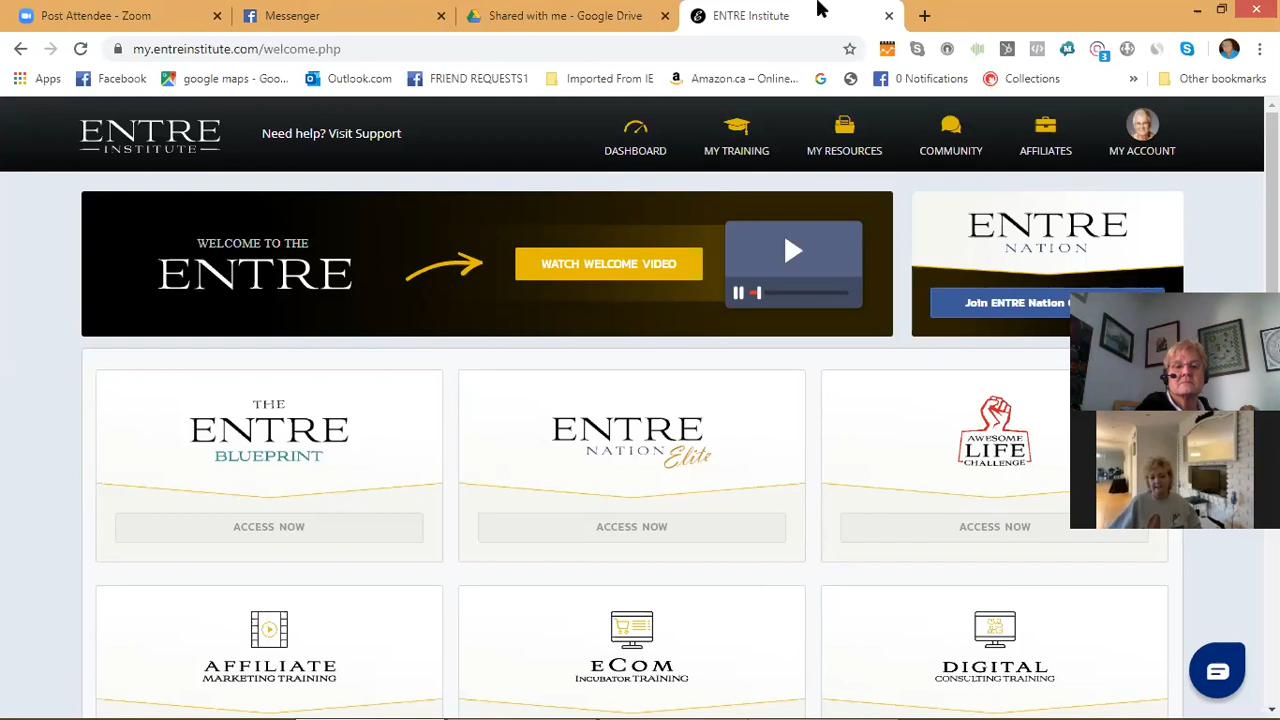 Post Attendee - Zoom
Messenger
Shared with me - Google Drive
ENTRE Institute
my.entreinstitute.com/welcome.php
3
Apps
Facebook
google maps - Goo...
Outlook.com
FRIEND REQUESTS1
Imported From IE
Amazon.ca – Online...
0 Notifications
Collections
»
Other bookmarks
ENTRE
INSTITUTE
Need help? Visit Support
DASHBOARD
MY TRAINING
MY RESOURCES
COMMUNITY
AFFILIATES
MY ACCOUNT
WELCOME TO THE
ENTRE
WATCH WELCOME VIDEO
ENTRE
NATION
Join ENTRE Nation
THE
ENTRE
BLUEPRINT
ACCESS NOW
ENTRE
NATION Elite
ACCESS NOW
AWESOME
LIFE
CHALLENGE
ACCESS NOW
AFFILIATE
MARKETING TRAINING
eCOM
INCUBATOR TRAINING
DIGITAL
CONSULTING TRAINING